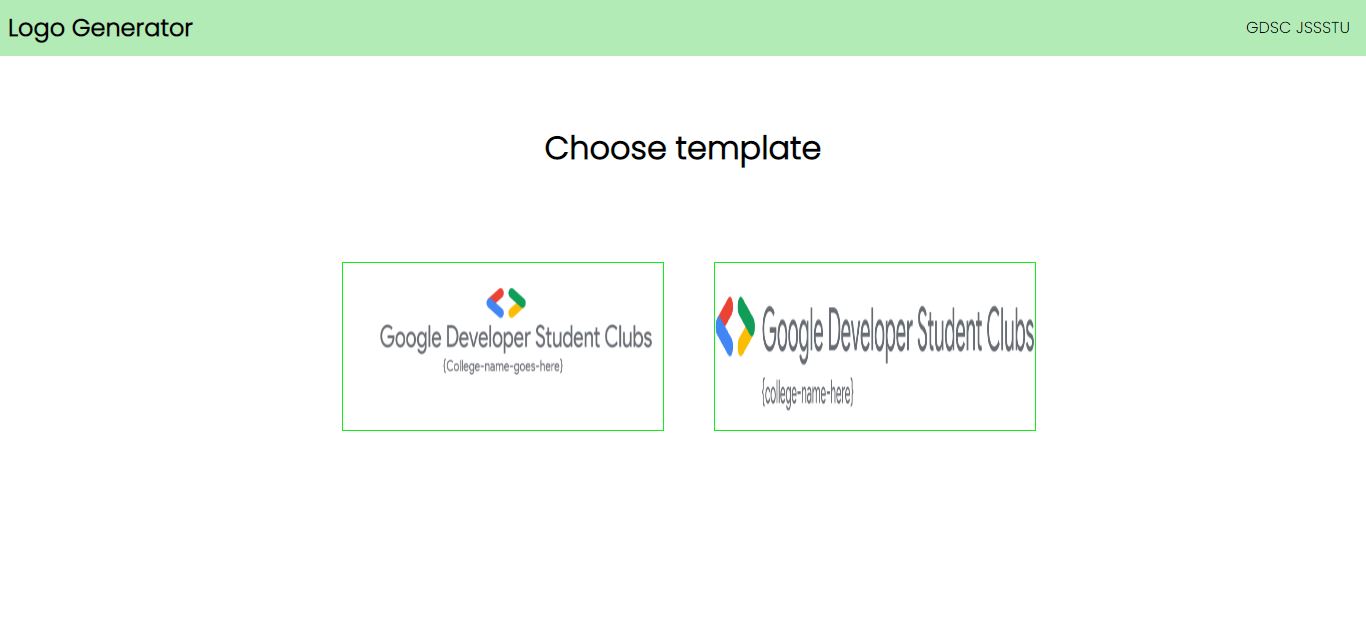 Logo Generator
GDSC JSSSTU
Choose template
Google Developer Student Clubs
{College-name-goes-here}
Google Developer Student Clubs
{college-name-here}